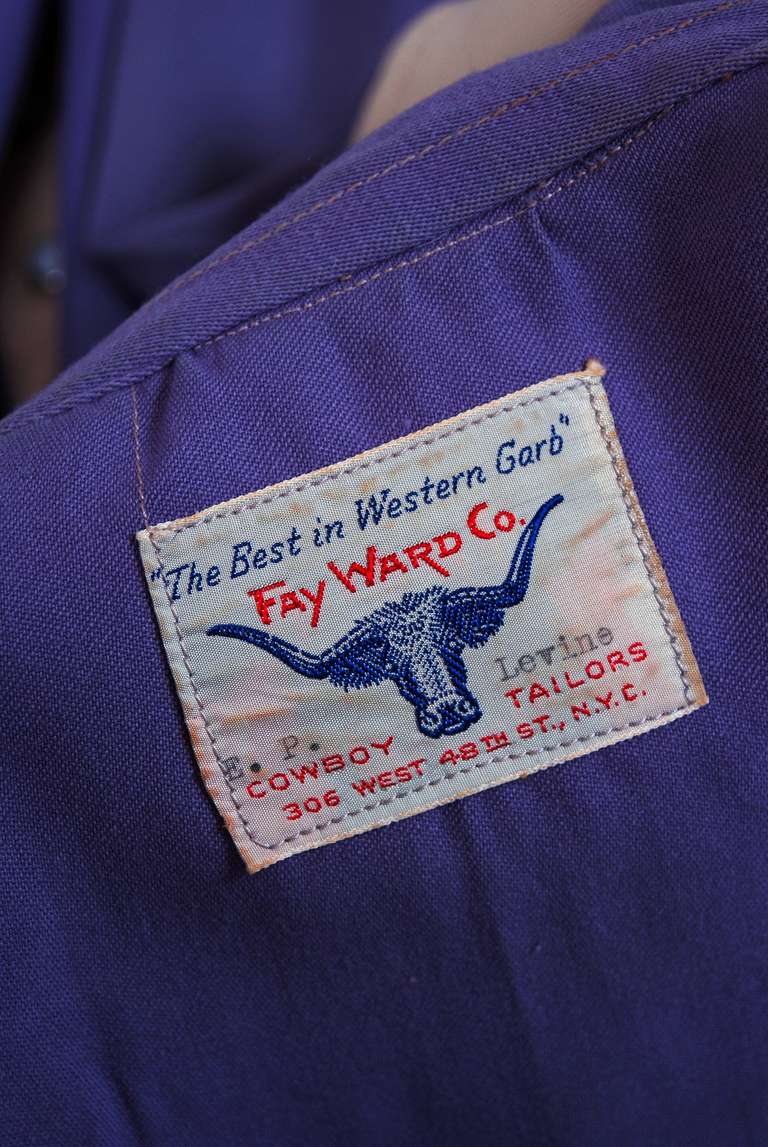 "The Best in Western Garb"
FAY WARD Co.
E. P. Levine
COWBOY TAILORS
306 WEST 48TH ST., N.Y.C.